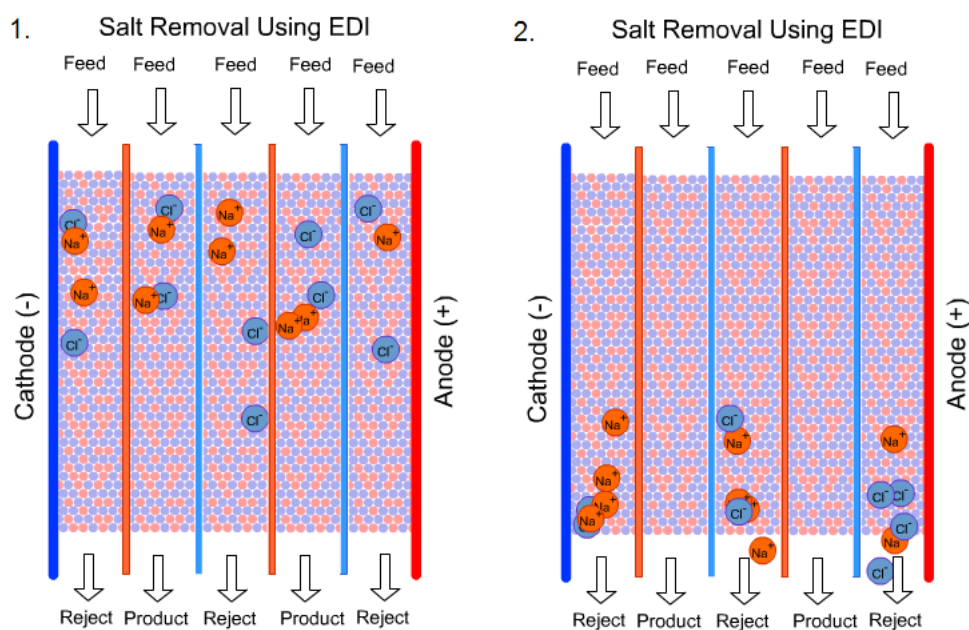 1.
Salt Removal Using EDI
Feed Feed Feed Feed Feed
Cathode (-)
Cl⁻
Na⁺
Na⁺
Cl⁻
Cl⁻
Na⁺
Na⁺ Cl⁻
Na⁺
Na⁺
Cl⁻
Cl⁻
Cl⁻
Cl⁻
Na⁺ a⁺
Cl⁻
Na⁺
Cl⁻
Anode (+)
Reject Product Reject Product Reject
2.
Salt Removal Using EDI
Feed Feed Feed Feed Feed
Cathode (-)
Na⁺
Na⁺
Na⁺
Na⁺
Cl⁻
Na⁺
Cl⁻
Na⁺
Na⁺
Cl⁻ Cl⁻
Cl⁻
Na
Cl⁻
Anode (+)
Reject Product Reject Product Reject